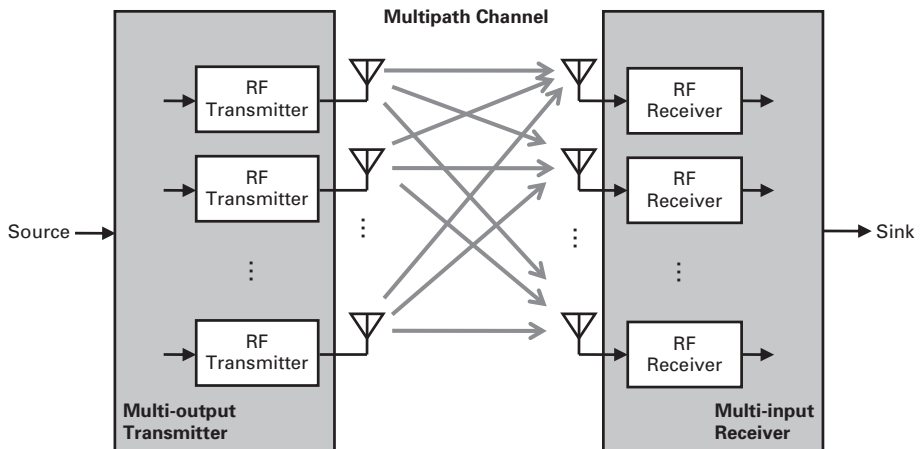 Multipath Channel
RF
Transmitter
RF
Receiver
RF
Transmitter
RF
Receiver
Source
Sink
RF
Transmitter
RF
Receiver
Multi-output
Transmitter
Multi-input
Receiver